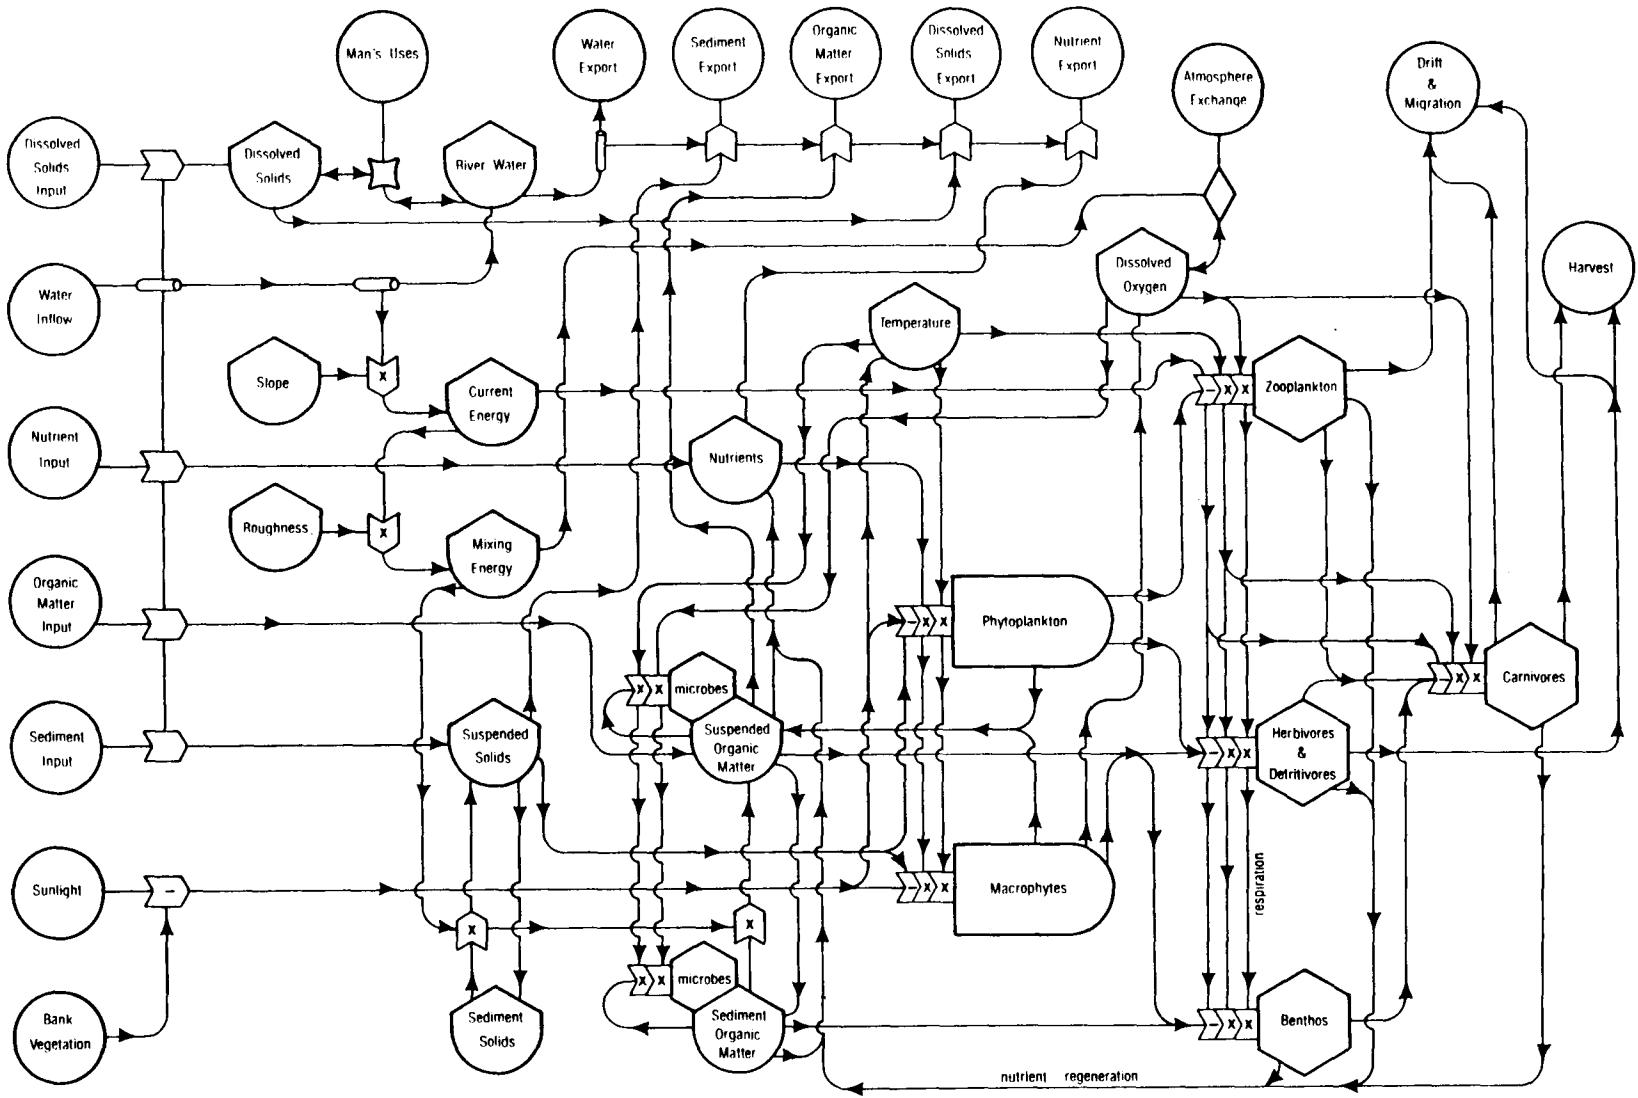 Man's Uses
Water
Export
Sediment
Export
Organic
Matter
Export
Dissolved
Solids
Export
Nutrient
Export
Atmosphere
Exchange
Drift
&
Migration
Dissolved
Solids
Input
Dissolved
Solids
River Water
Water
Inflow
Dissolved
Oxygen
Harvest
Temperature
Slope
x
Current
Energy
- x x
Zooplankton
Nutrient
Input
Nutrients
Roughness
x
Mixing
Energy
Organic
Matter
Input
- x x
Phytoplankton
x x
microbes
- x x
Carnivores
Sediment
Input
Suspended
Solids
Suspended
Organic
Matter
- x x
Herbivores
&
Detritivores
Sunlight
-
- x x
Macrophytes
respiration
x
x
Bank
Vegetation
Sediment
Solids
x x
microbes
Sediment
Organic
Matter
- x x
Benthos
nutrient regeneration